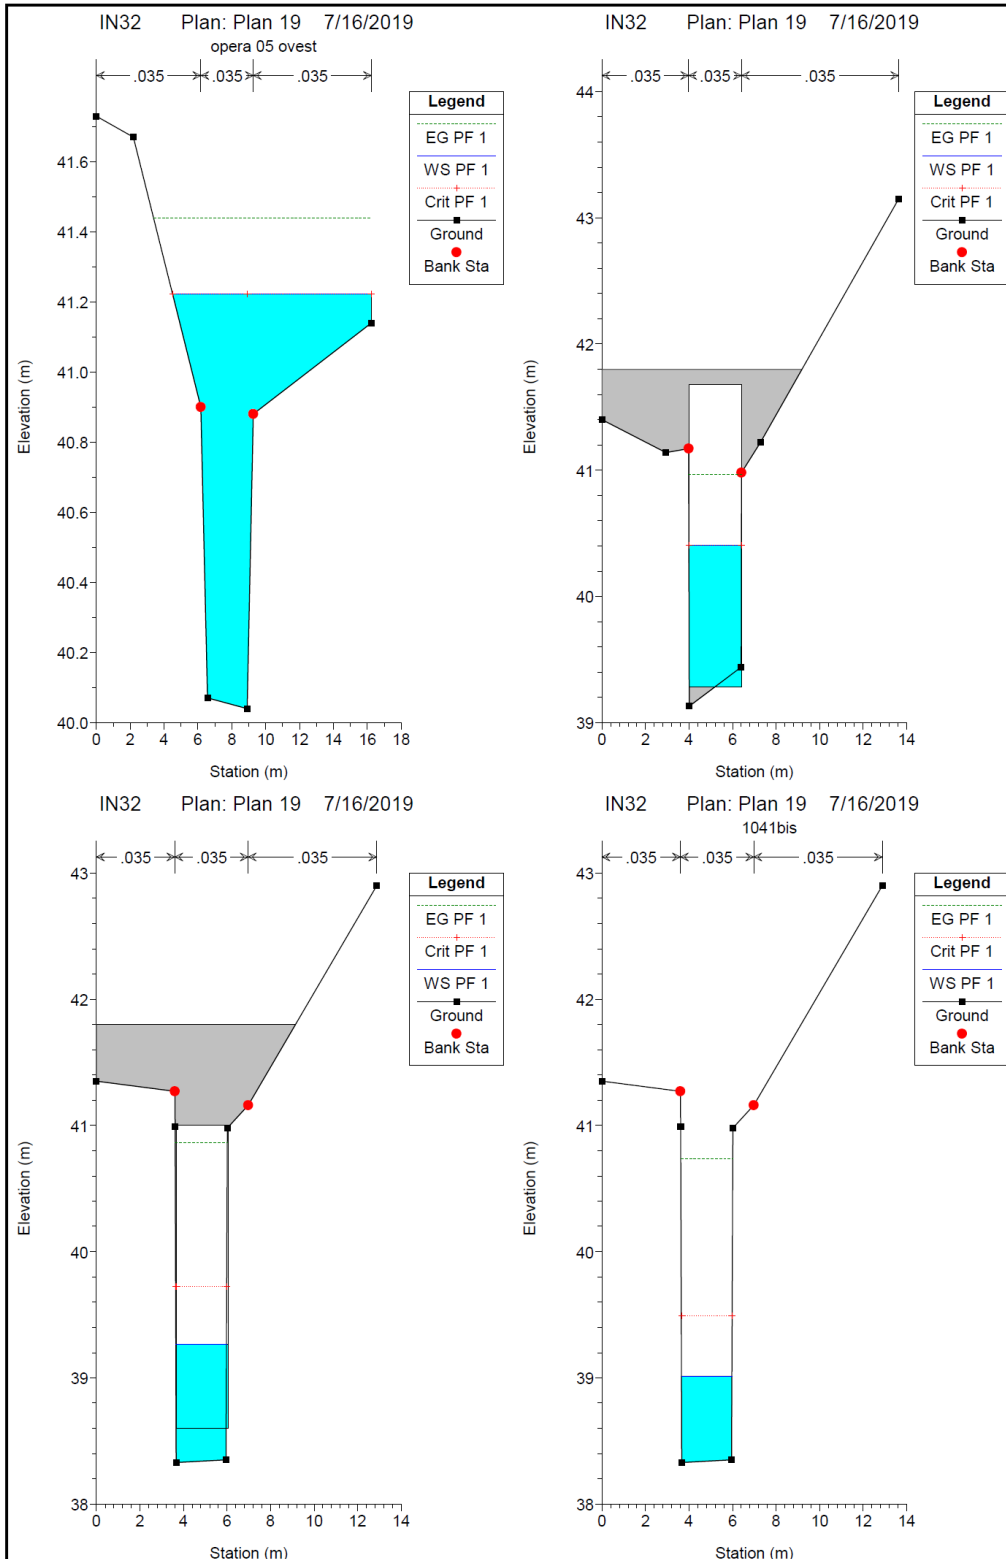 IN32 Plan: Plan 19 7/16/2019
opera 05 ovest
.035 .035 .035
Legend
EG PF 1
WS PF 1
Crit PF 1
Ground
Bank Sta
41.6
41.4
41.2
41.0
40.8
40.6
40.4
40.2
40.0
Elevation (m)
0 2 4 6 8 10 12 14 16 18
Station (m)
IN32 Plan: Plan 19 7/16/2019
.035 .035 .035
Legend
EG PF 1
WS PF 1
Crit PF 1
Ground
Bank Sta
44
43
42
41
40
39
Elevation (m)
0 2 4 6 8 10 12 14
Station (m)
IN32 Plan: Plan 19 7/16/2019
.035 .035 .035
Legend
EG PF 1
Crit PF 1
WS PF 1
Ground
Bank Sta
43
42
41
40
39
38
Elevation (m)
0 2 4 6 8 10 12 14
Station (m)
IN32 Plan: Plan 19 7/16/2019
1041bis
.035 .035 .035
Legend
EG PF 1
Crit PF 1
WS PF 1
Ground
Bank Sta
43
42
41
40
39
38
Elevation (m)
0 2 4 6 8 10 12 14
Station (m)